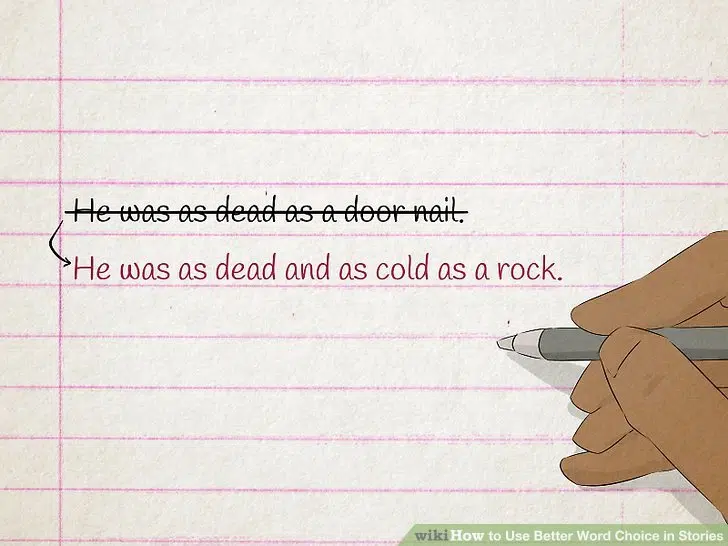 He was as dead as a door nail.
He was as dead and as cold as a rock.
wikiHow to Use Better Word Choice in Stories